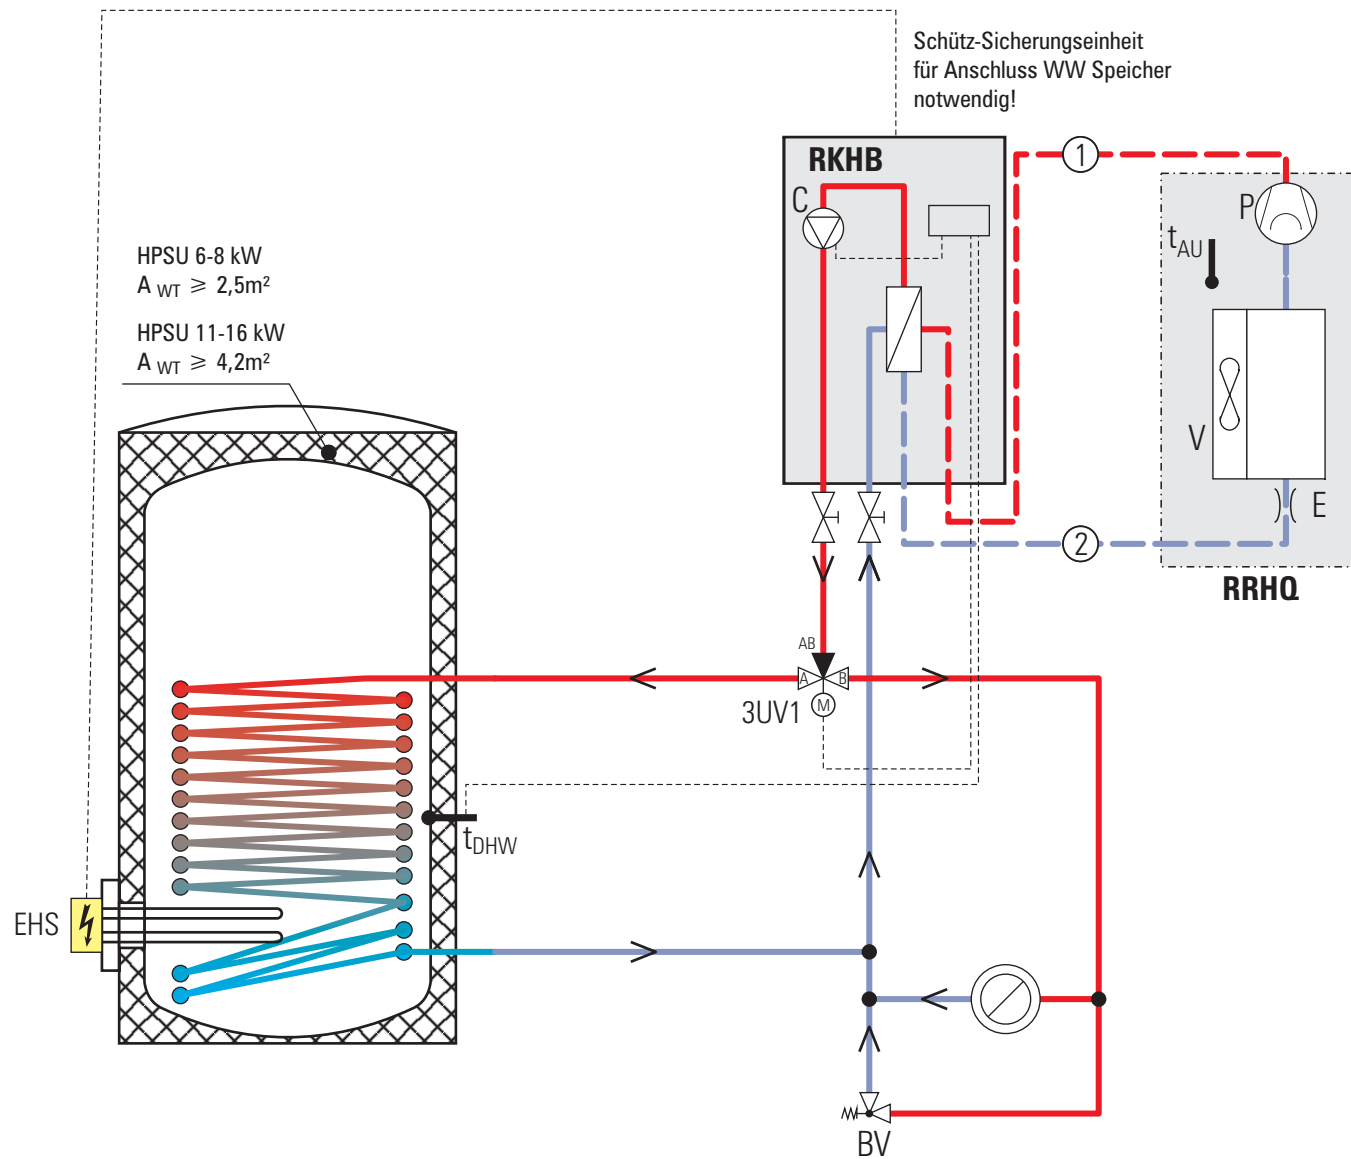 Schütz-Sicherungseinheit
für Anschluss WW Speicher
notwendig!
RKHB
1
C
P
tAU
HPSU 6-8 kW
A WT ⩾ 2,5m²
HPSU 11-16 kW
A WT ⩾ 4,2m²
V
E
2
RRHQ
AB
A
B
M
3UV1
tDHW
EHS
BV